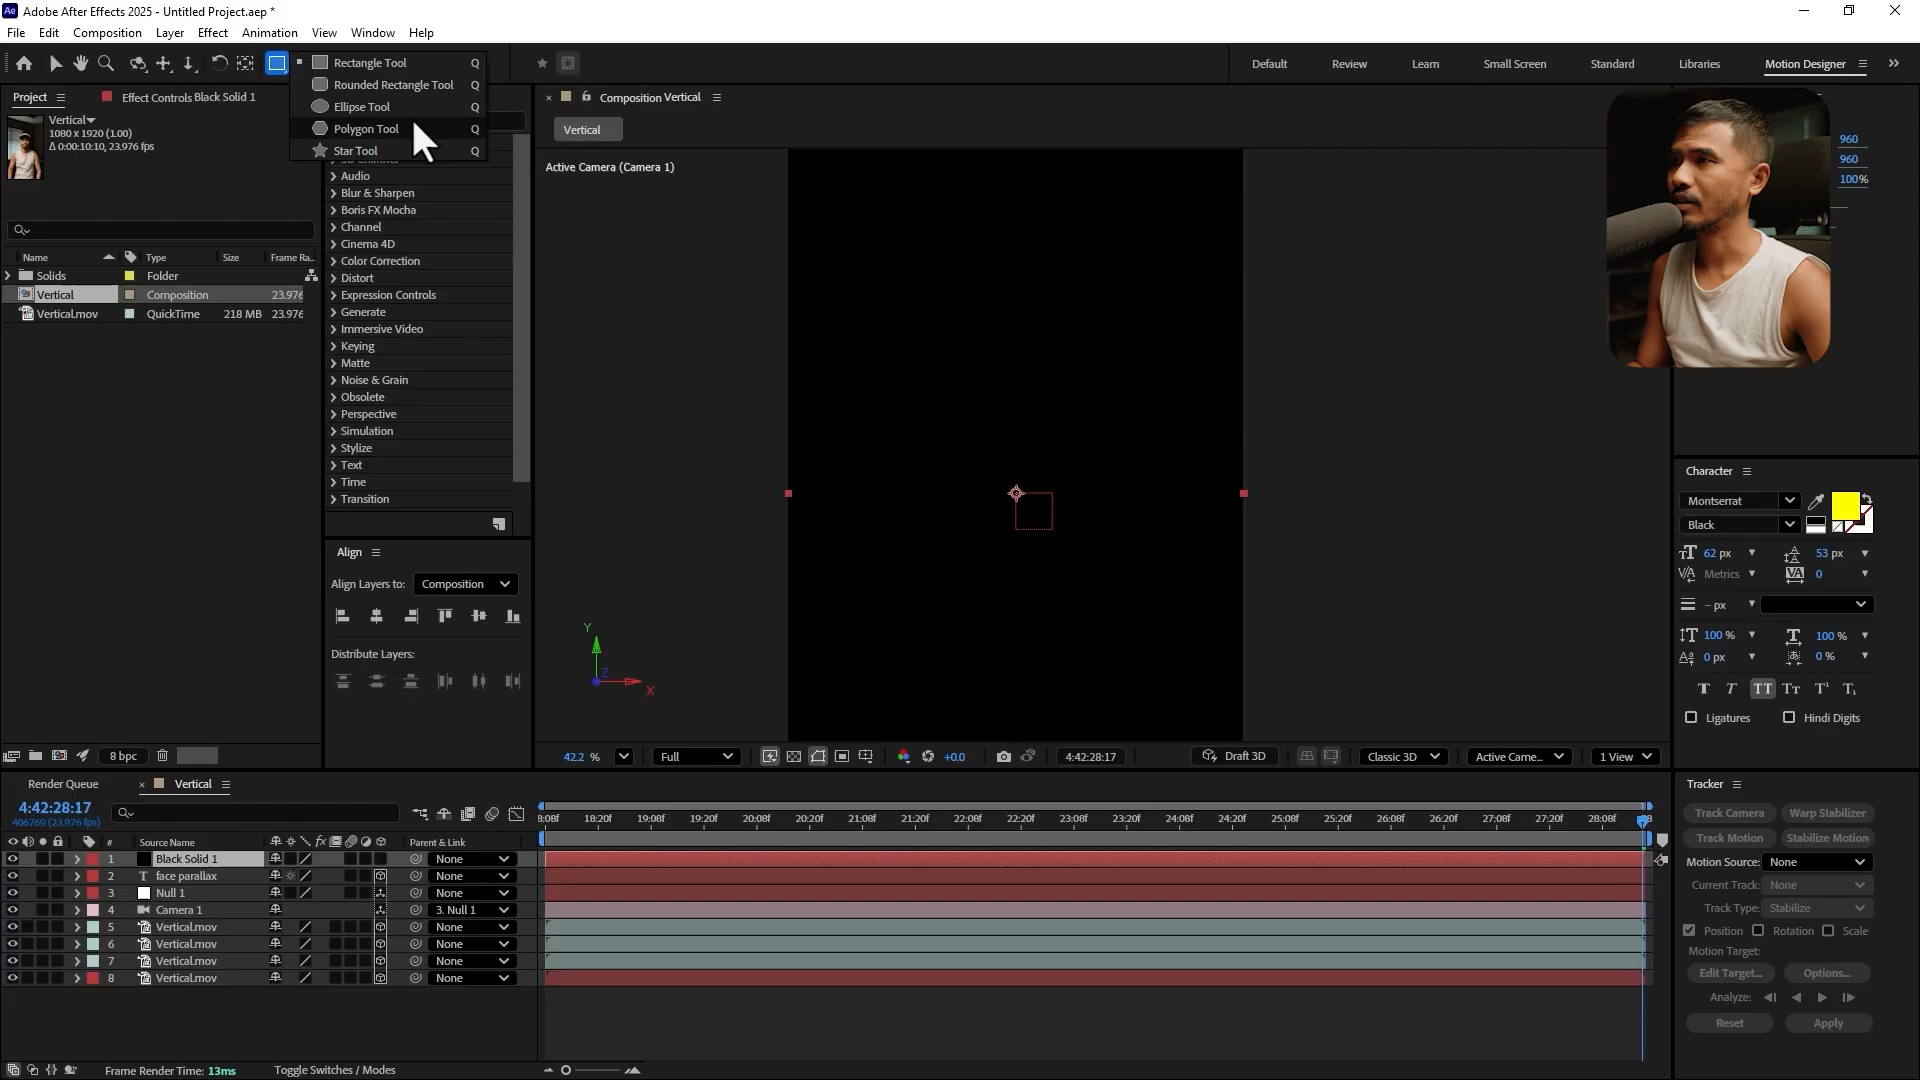 Ae Adobe After Effects 2025 - Untitled Project.aep *
File Edit Composition Layer Effect Animation View Window Help
Rectangle Tool Q
Rounded Rectangle Tool Q
Ellipse Tool Q
Polygon Tool Q
Star Tool Q
Default Review Learn Small Screen Standard Libraries Motion Designer
Project
Effect Controls Black Solid 1
Composition Vertical
Vertical
1080 x 1920 (1.00)
Δ 0:00:10:10, 23.976 fps
Vertical
Active Camera (Camera 1)
960
960
100%
Name Type Size Frame Ra..
Solids Folder
Vertical Composition 23.976
Vertical.mov QuickTime 218 MB 23.976
Audio
Blur & Sharpen
Boris FX Mocha
Channel
Cinema 4D
Color Correction
Distort
Expression Controls
Generate
Immersive Video
Keying
Matte
Noise & Grain
Obsolete
Perspective
Simulation
Stylize
Text
Time
Transition
Align
Align Layers to: Composition
Distribute Layers:
Y
Z
X
Character
Montserrat
Black
62 px 53 px
Metrics 0
– px
100 % 100 %
0 px 0 %
T T TT Tт T¹ T₁
Ligatures Hindi Digits
8 bpc
42.2 % Full +0.0 4:42:28:17 Draft 3D Classic 3D Active Came... 1 View
Render Queue
Vertical
4:42:28:17
406769 (23.976 fps)
8:08f 18:20f 19:08f 19:20f 20:08f 20:20f 21:08f 21:20f 22:08f 22:20f 23:08f 23:20f 24:08f 24:20f 25:08f 25:20f 26:08f 26:20f 27:08f 27:20f 28:08f
# Source Name fx Parent & Link
1 Black Solid 1 None
2 T face parallax None
3 Null 1 None
4 Camera 1 3. Null 1
5 Vertical.mov None
6 Vertical.mov None
7 Vertical.mov None
8 Vertical.mov None
Tracker
Track Camera Warp Stabilizer
Track Motion Stabilize Motion
Motion Source: None
Current Track: None
Track Type: Stabilize
Position Rotation Scale
Motion Target:
Edit Target... Options...
Analyze:
Reset Apply
Frame Render Time: 13ms Toggle Switches / Modes